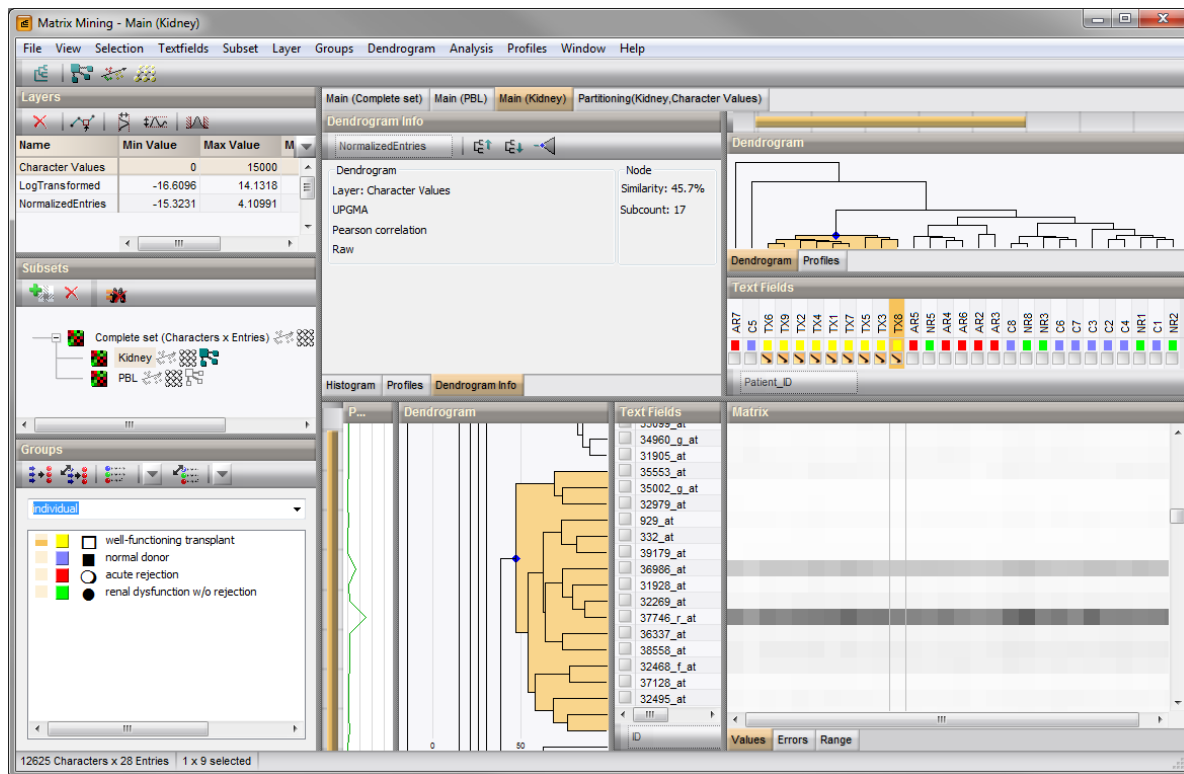 Matrix Mining - Main (Kidney)
File View Selection Textfields Subset Layer Groups Dendrogram Analysis Profiles Window Help
Layers
Name Min Value Max Value M
Character Values 0 15000
LogTransformed -16.6096 14.1318
NormalizedEntries -15.3231 4.10991
Subsets
Complete set (Characters x Entries)
Kidney
PBL
Groups
individual
well-functioning transplant
normal donor
acute rejection
renal dysfunction w/o rejection
Main (Complete set) Main (PBL) Main (Kidney) Partitioning(Kidney,Character Values)
Dendrogram Info
NormalizedEntries
Dendrogram
Layer: Character Values
UPGMA
Pearson correlation
Raw
Node
Similarity: 45.7%
Subcount: 17
Histogram Profiles Dendrogram Info
Dendrogram
Dendrogram Profiles
Text Fields
AR7 C5 TX6 TX9 TX2 TX4 TX1 TX7 TX5 TX3 TX8 AR5 NR5 AR4 AR6 AR2 AR3 C8 NR8 NR3 C6 C7 C3 C2 C4 NR1 C1 NR2
Patient_ID
P...
Dendrogram
0 50
Text Fields
34960_g_at
31905_at
35553_at
35002_g_at
32979_at
929_at
332_at
39179_at
36986_at
31928_at
32269_at
37746_r_at
36337_at
38558_at
32468_f_at
37128_at
32495_at
ID
Matrix
Values Errors Range
12625 Characters x 28 Entries 1 x 9 selected